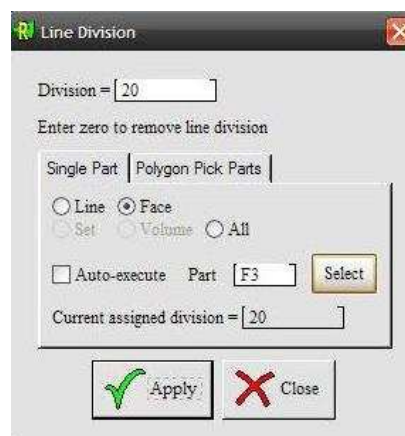 Line Division
Division = 20
Enter zero to remove line division
Single Part Polygon Pick Parts
Line Face
Set Volume All
Auto-execute Part F3 Select
Current assigned division = 20
Apply Close